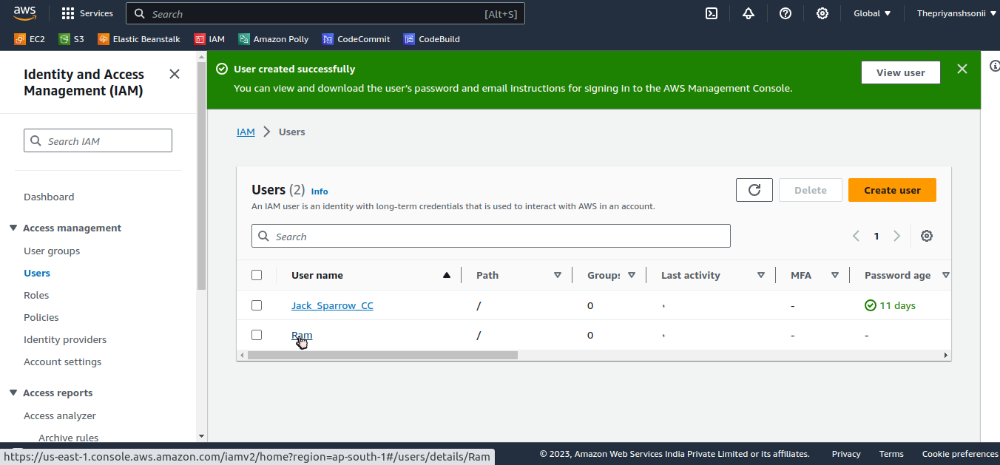 aws
Services
Search [Alt+S]
Global
Thepriyanshsonii
EC2 S3 Elastic Beanstalk IAM Amazon Polly CodeCommit CodeBuild
Identity and Access
Management (IAM)
Search IAM
Dashboard
Access management
User groups
Users
Roles
Policies
Identity providers
Account settings
Access reports
Access analyzer
Archive rules
User created successfully
You can view and download the user's password and email instructions for signing in to the AWS Management Console.
View user
IAM > Users
Users (2) Info
An IAM user is an identity with long-term credentials that is used to interact with AWS in an account.
Delete
Create user
Search
1
User name Path Groups Last activity MFA Password age
Jack_Sparrow_CC / 0 - 11 days
Ram / 0 - -
https://us-east-1.console.aws.amazon.com/iamv2/home?region=ap-south-1#/users/details/Ram
© 2023, Amazon Web Services India Private Limited or its affiliates. Privacy Terms Cookie preferences